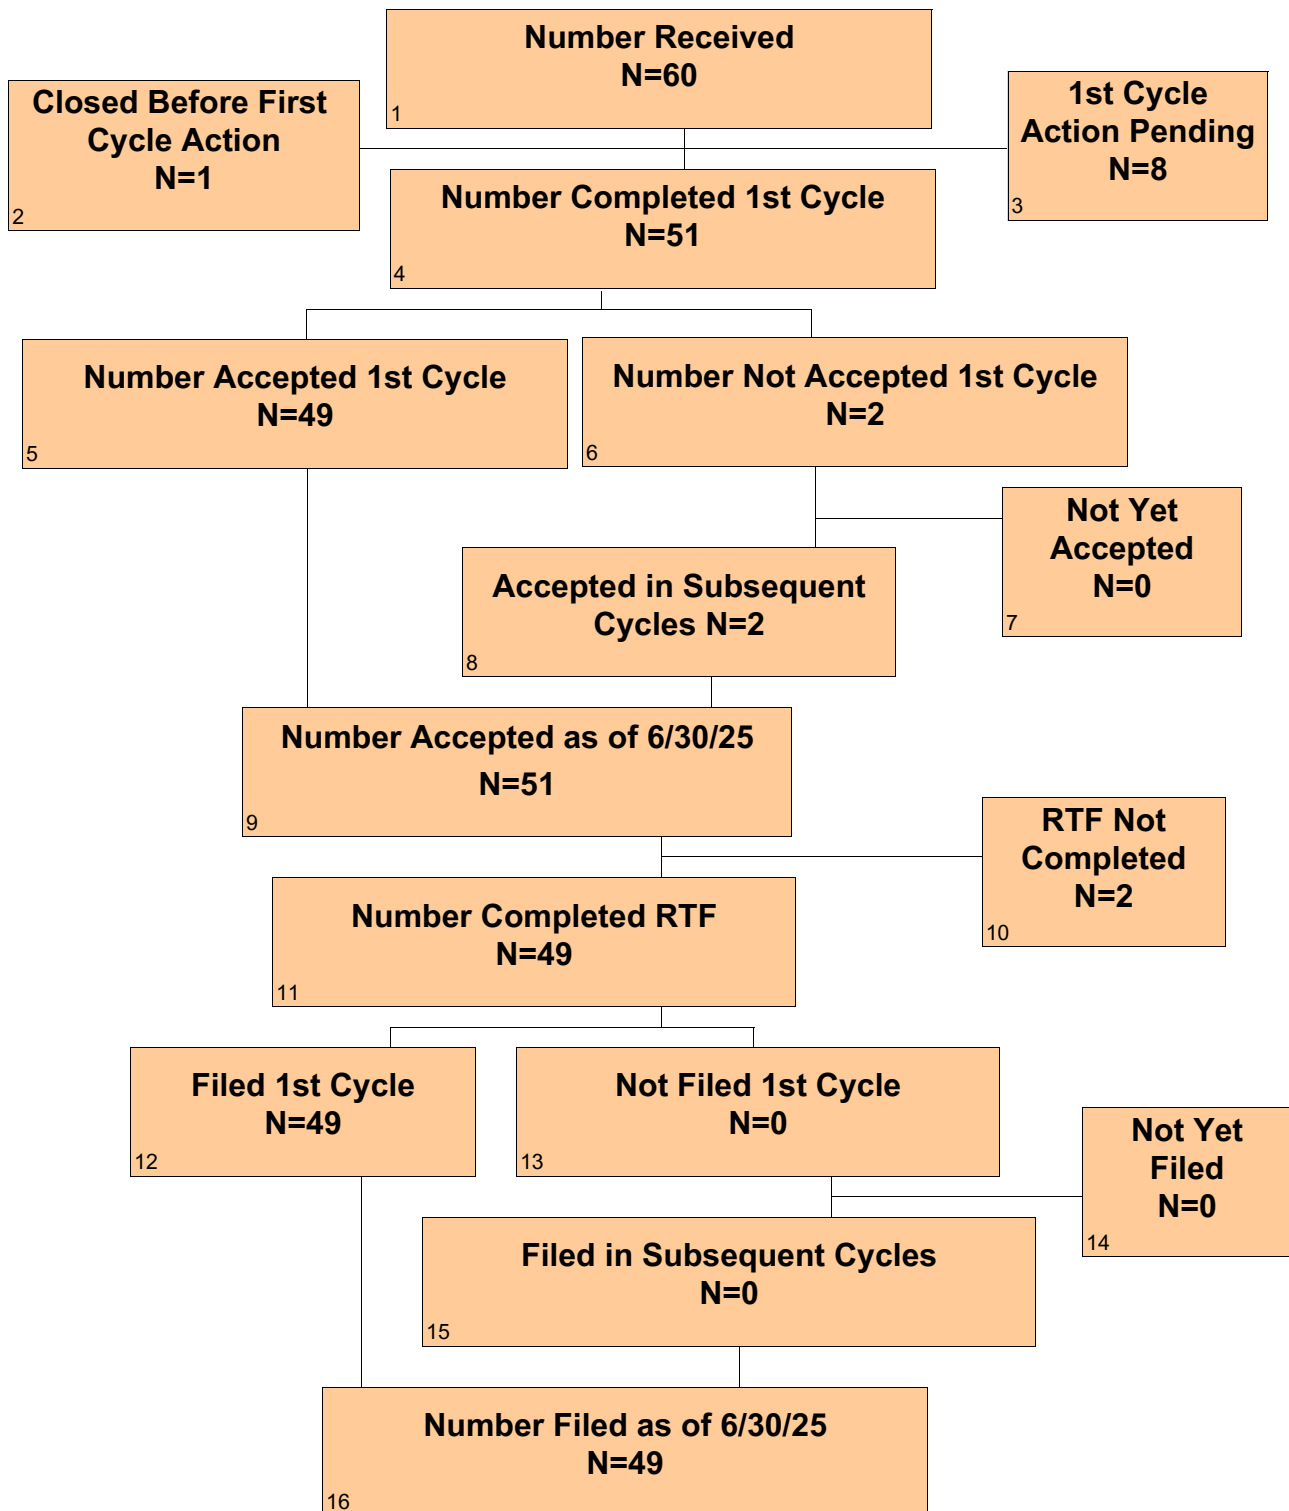 Number Received
N=60
1
Closed Before First
Cycle Action
N=1
2
1st Cycle
Action Pending
N=8
3
Number Completed 1st Cycle
N=51
4
Number Accepted 1st Cycle
N=49
5
Number Not Accepted 1st Cycle
N=2
6
Not Yet
Accepted
N=0
7
Accepted in Subsequent
Cycles N=2
8
Number Accepted as of 6/30/25
N=51
9
RTF Not
Completed
N=2
10
Number Completed RTF
N=49
11
Filed 1st Cycle
N=49
12
Not Filed 1st Cycle
N=0
13
Not Yet
Filed
N=0
14
Filed in Subsequent Cycles
N=0
15
Number Filed as of 6/30/25
N=49
16